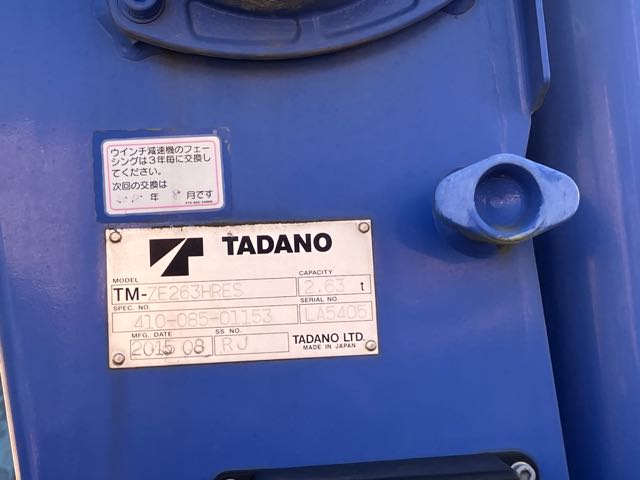 ウインチ減速機のフェー
シングは3年毎に交換し
てください。
次回の交換は
年 月です
TADANO
MODEL
CAPACITY
TM-ZE263HRES
2.63 t
SPEC. NO.
SERIAL NO.
410-085-01153
LA5406
MFG. DATE
SS NO.
2015 08
RJ
TADANO LTD.
MADE IN JAPAN